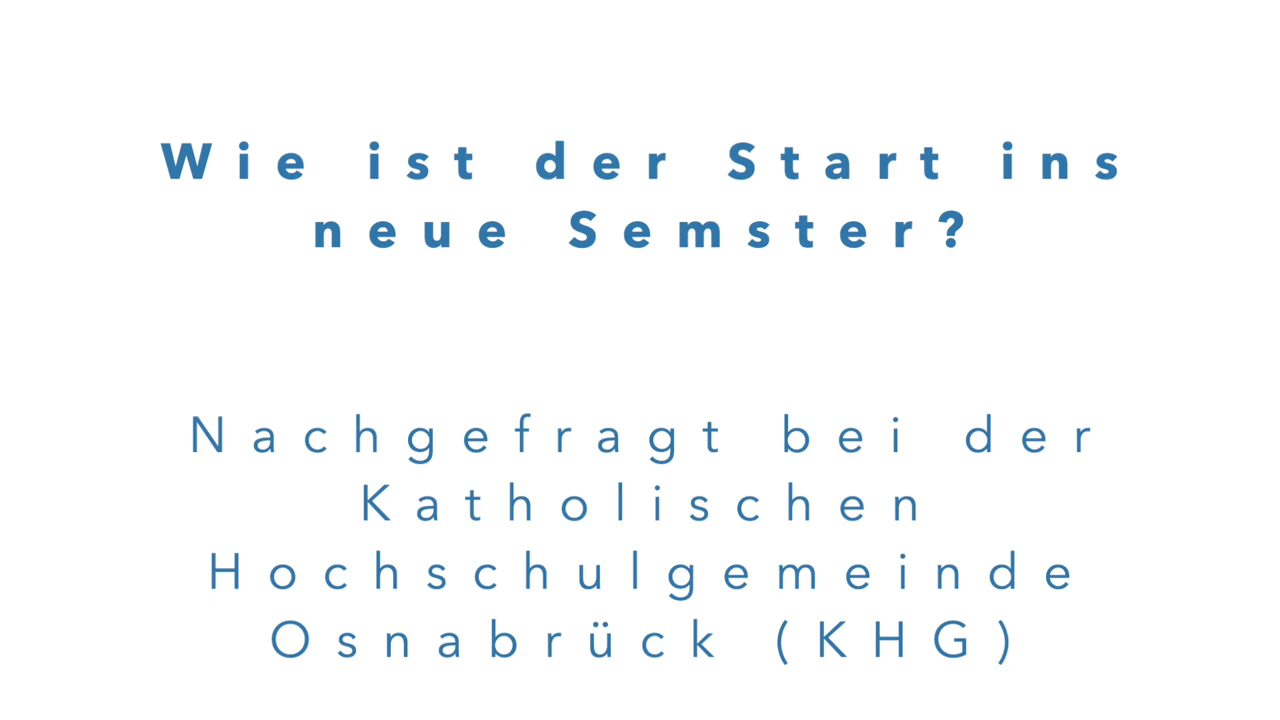 Wie ist der Start ins
neue Semster?
Nachgefragt bei der
Katholischen
Hochschulgemeinde
Osnabrück (KHG)